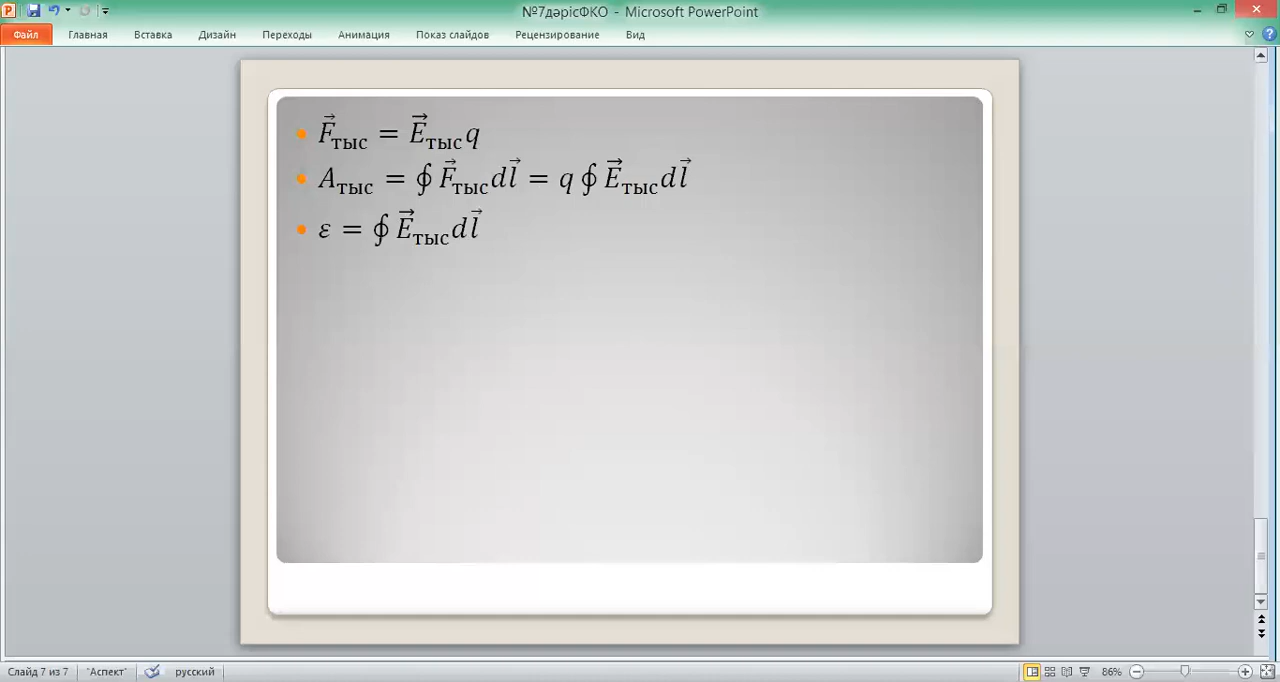 №7дәрісФКО - Microsoft PowerPoint
Файл Главная Вставка Дизайн Переходы Анимация Показ слайдов Рецензирование Вид
• F⃗тыс = E⃗тыс q
• Aтыс = ∮ F⃗тыс dl⃗ = q ∮ E⃗тыс dl⃗
• ε = ∮ E⃗тыс dl⃗
Слайд 7 из 7 "Аспект" русский 86%